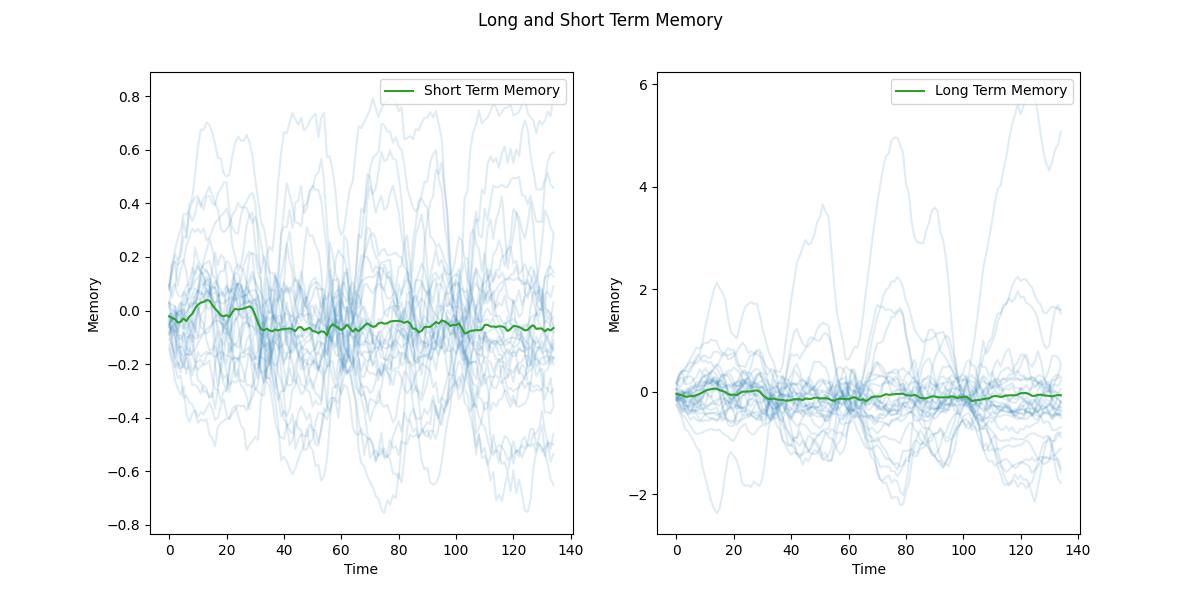 Long and Short Term Memory
Short Term Memory
Memory
0.8
0.6
0.4
0.2
0.0
−0.2
−0.4
−0.6
−0.8
0 20 40 60 80 100 120 140
Time
Long Term Memory
Memory
6
4
2
0
−2
0 20 40 60 80 100 120 140
Time